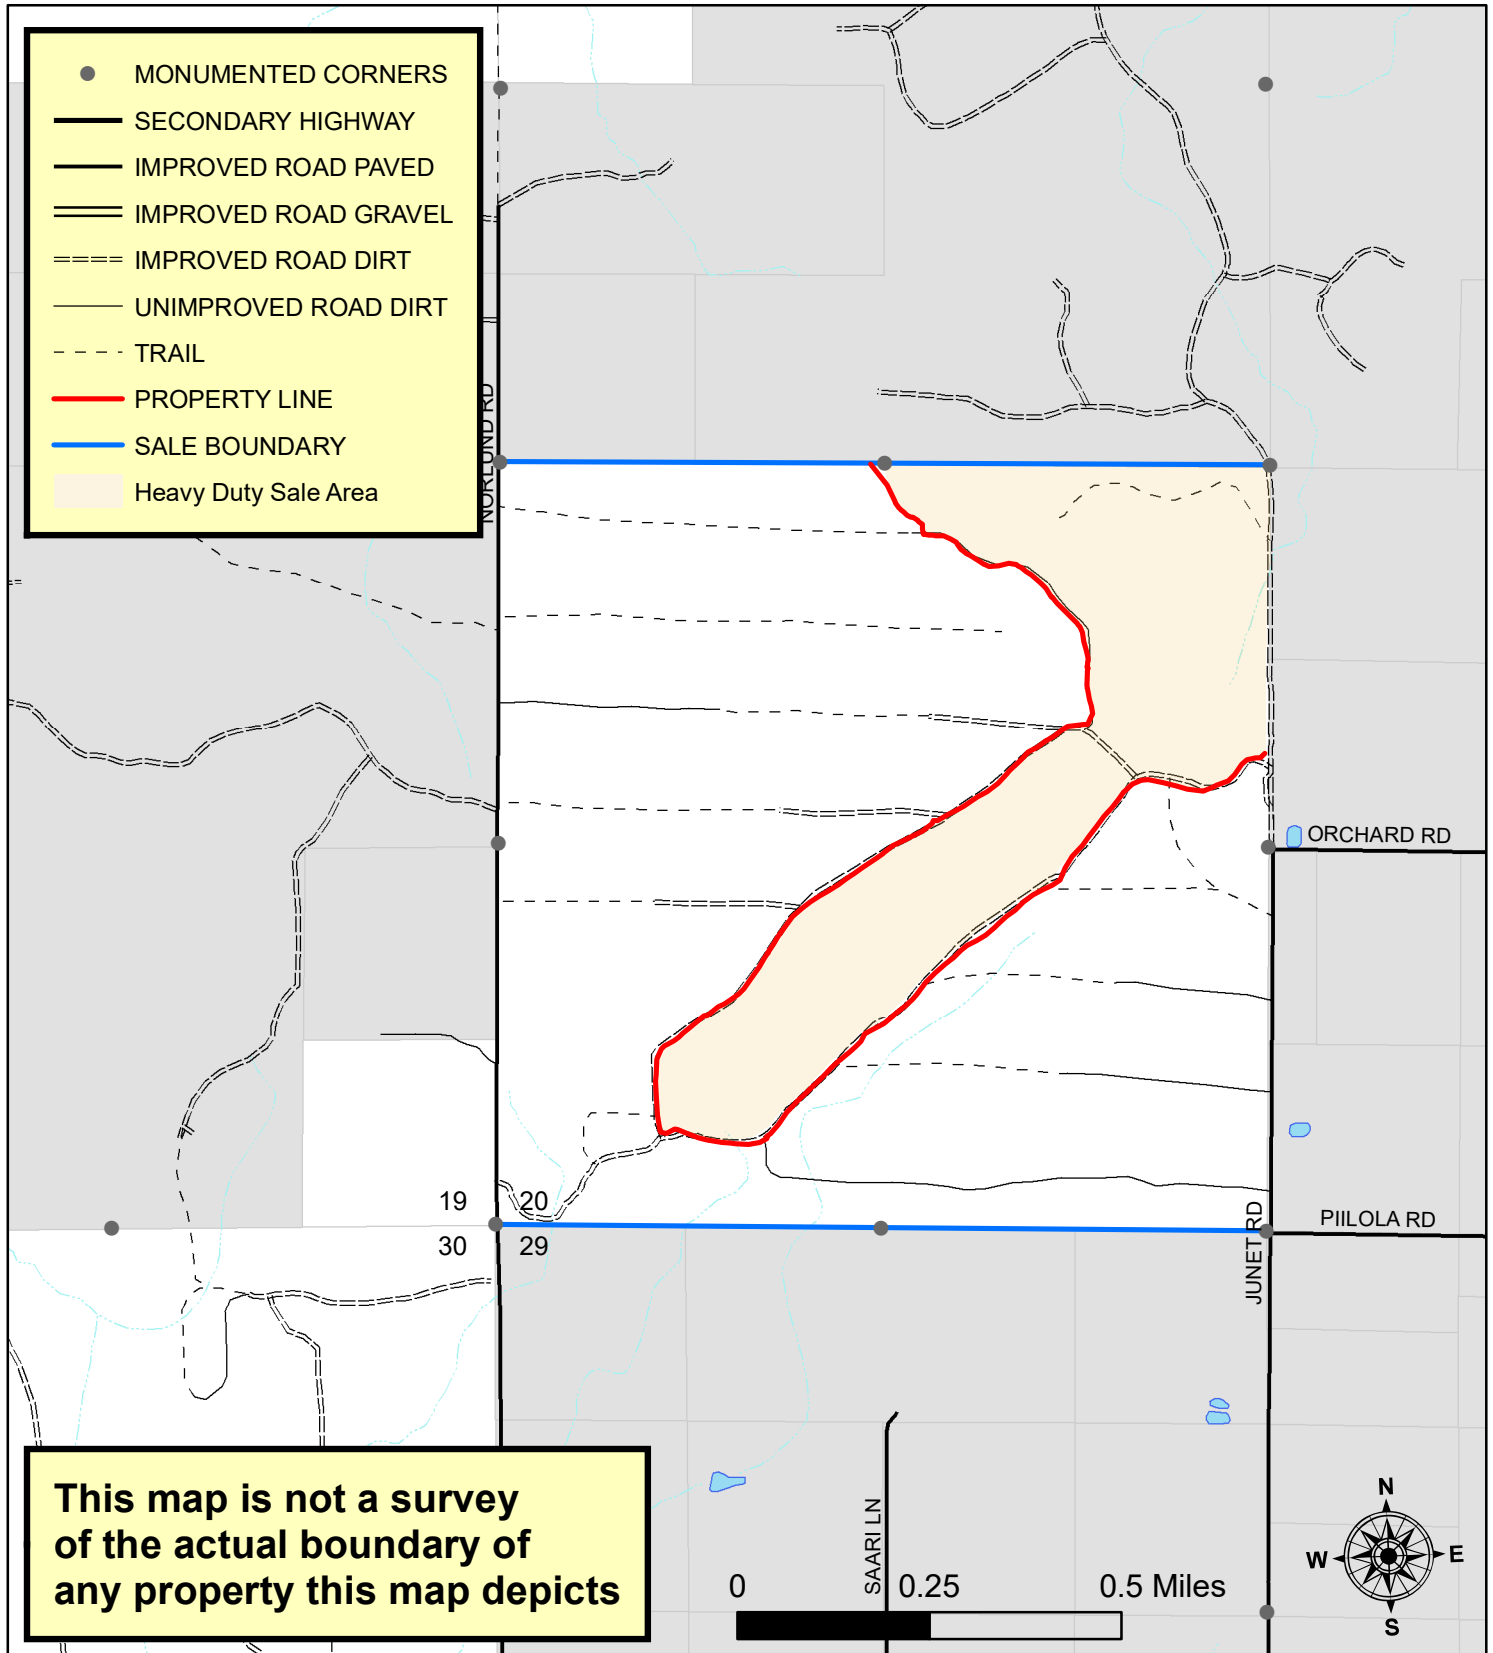 MONUMENTED CORNERS
SECONDARY HIGHWAY
IMPROVED ROAD PAVED
IMPROVED ROAD GRAVEL
IMPROVED ROAD DIRT
UNIMPROVED ROAD DIRT
TRAIL
PROPERTY LINE
SALE BOUNDARY
Heavy Duty Sale Area
NORLUND RD
ORCHARD RD
19 20
30 29
JUNET RD
PIILOLA RD
SAARI LN
This map is not a survey
of the actual boundary of
any property this map depicts
0 0.25 0.5 Miles
N
W E
S